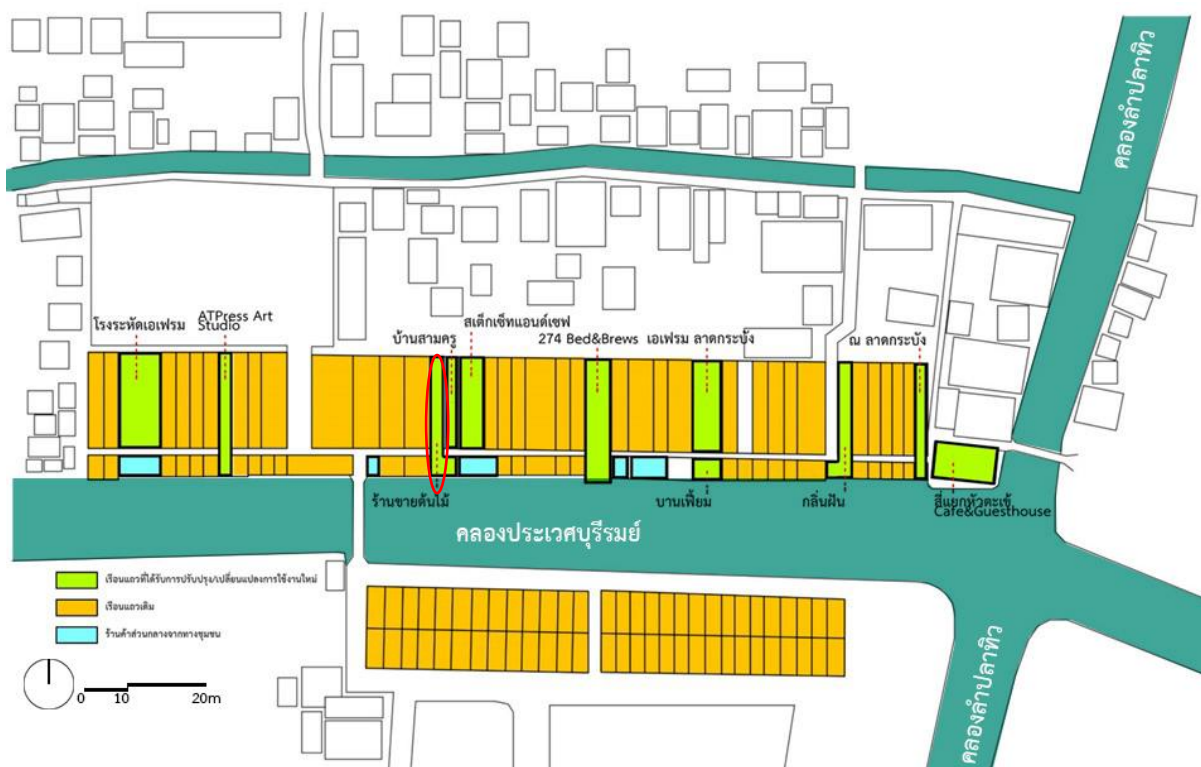 คลองลำปลาทิว
โรงระหัดเอเฟรม
ATPress Art
Studio
บ้านสามครู
สเต็กเซ็ทแอนด์เชฟ
274 Bed&Brews
เอเฟรม ลาดกระบัง
ณ ลาดกระบัง
ร้านขายต้นไม้
บานเฟี้ยม
กลิ่นฝัน
สี่แยกหัวตะเข้
Cafe&Guesthouse
คลองประเวศบุรีรมย์
เรือนแถวที่ได้รับการปรับปรุง/เปลี่ยนแปลงการใช้งานใหม่
เรือนแถวเดิม
ร้านค้าส่วนกลางจากทางชุมชน
0 10 20m
คลองลำปลาทิว